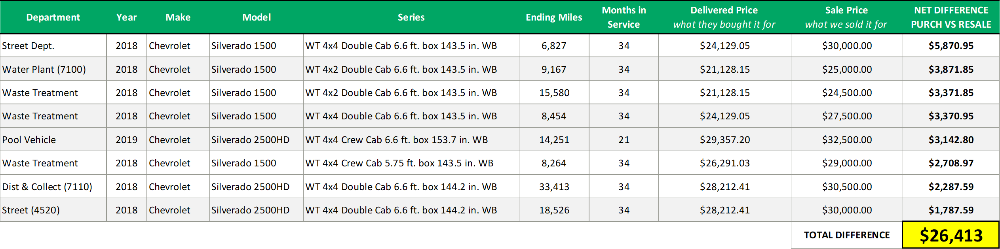 Department Year Make Model Series Ending Miles Months in Service Delivered Price what they bought it for Sale Price what we sold it for NET DIFFERENCE PURCH VS RESALE
Street Dept. 2018 Chevrolet Silverado 1500 WT 4x4 Double Cab 6.6 ft. box 143.5 in. WB 6,827 34 $24,129.05 $30,000.00 $5,870.95
Water Plant (7100) 2018 Chevrolet Silverado 1500 WT 4x2 Double Cab 6.6 ft. box 143.5 in. WB 9,167 34 $21,128.15 $25,000.00 $3,871.85
Waste Treatment 2018 Chevrolet Silverado 1500 WT 4x2 Double Cab 6.6 ft. box 143.5 in. WB 15,580 34 $21,128.15 $24,500.00 $3,371.85
Waste Treatment 2018 Chevrolet Silverado 1500 WT 4x4 Double Cab 6.6 ft. box 143.5 in. WB 8,454 34 $24,129.05 $27,500.00 $3,370.95
Pool Vehicle 2019 Chevrolet Silverado 2500HD WT 4x4 Crew Cab 6.6 ft. box 153.7 in. WB 14,251 21 $29,357.20 $32,500.00 $3,142.80
Waste Treatment 2018 Chevrolet Silverado 1500 WT 4x4 Crew Cab 5.75 ft. box 143.5 in. WB 8,264 34 $26,291.03 $29,000.00 $2,708.97
Dist & Collect (7110) 2018 Chevrolet Silverado 2500HD WT 4x4 Double Cab 6.6 ft. box 144.2 in. WB 33,413 34 $28,212.41 $30,500.00 $2,287.59
Street (4520) 2018 Chevrolet Silverado 2500HD WT 4x4 Double Cab 6.6 ft. box 144.2 in. WB 18,526 34 $28,212.41 $30,000.00 $1,787.59
TOTAL DIFFERENCE $26,413